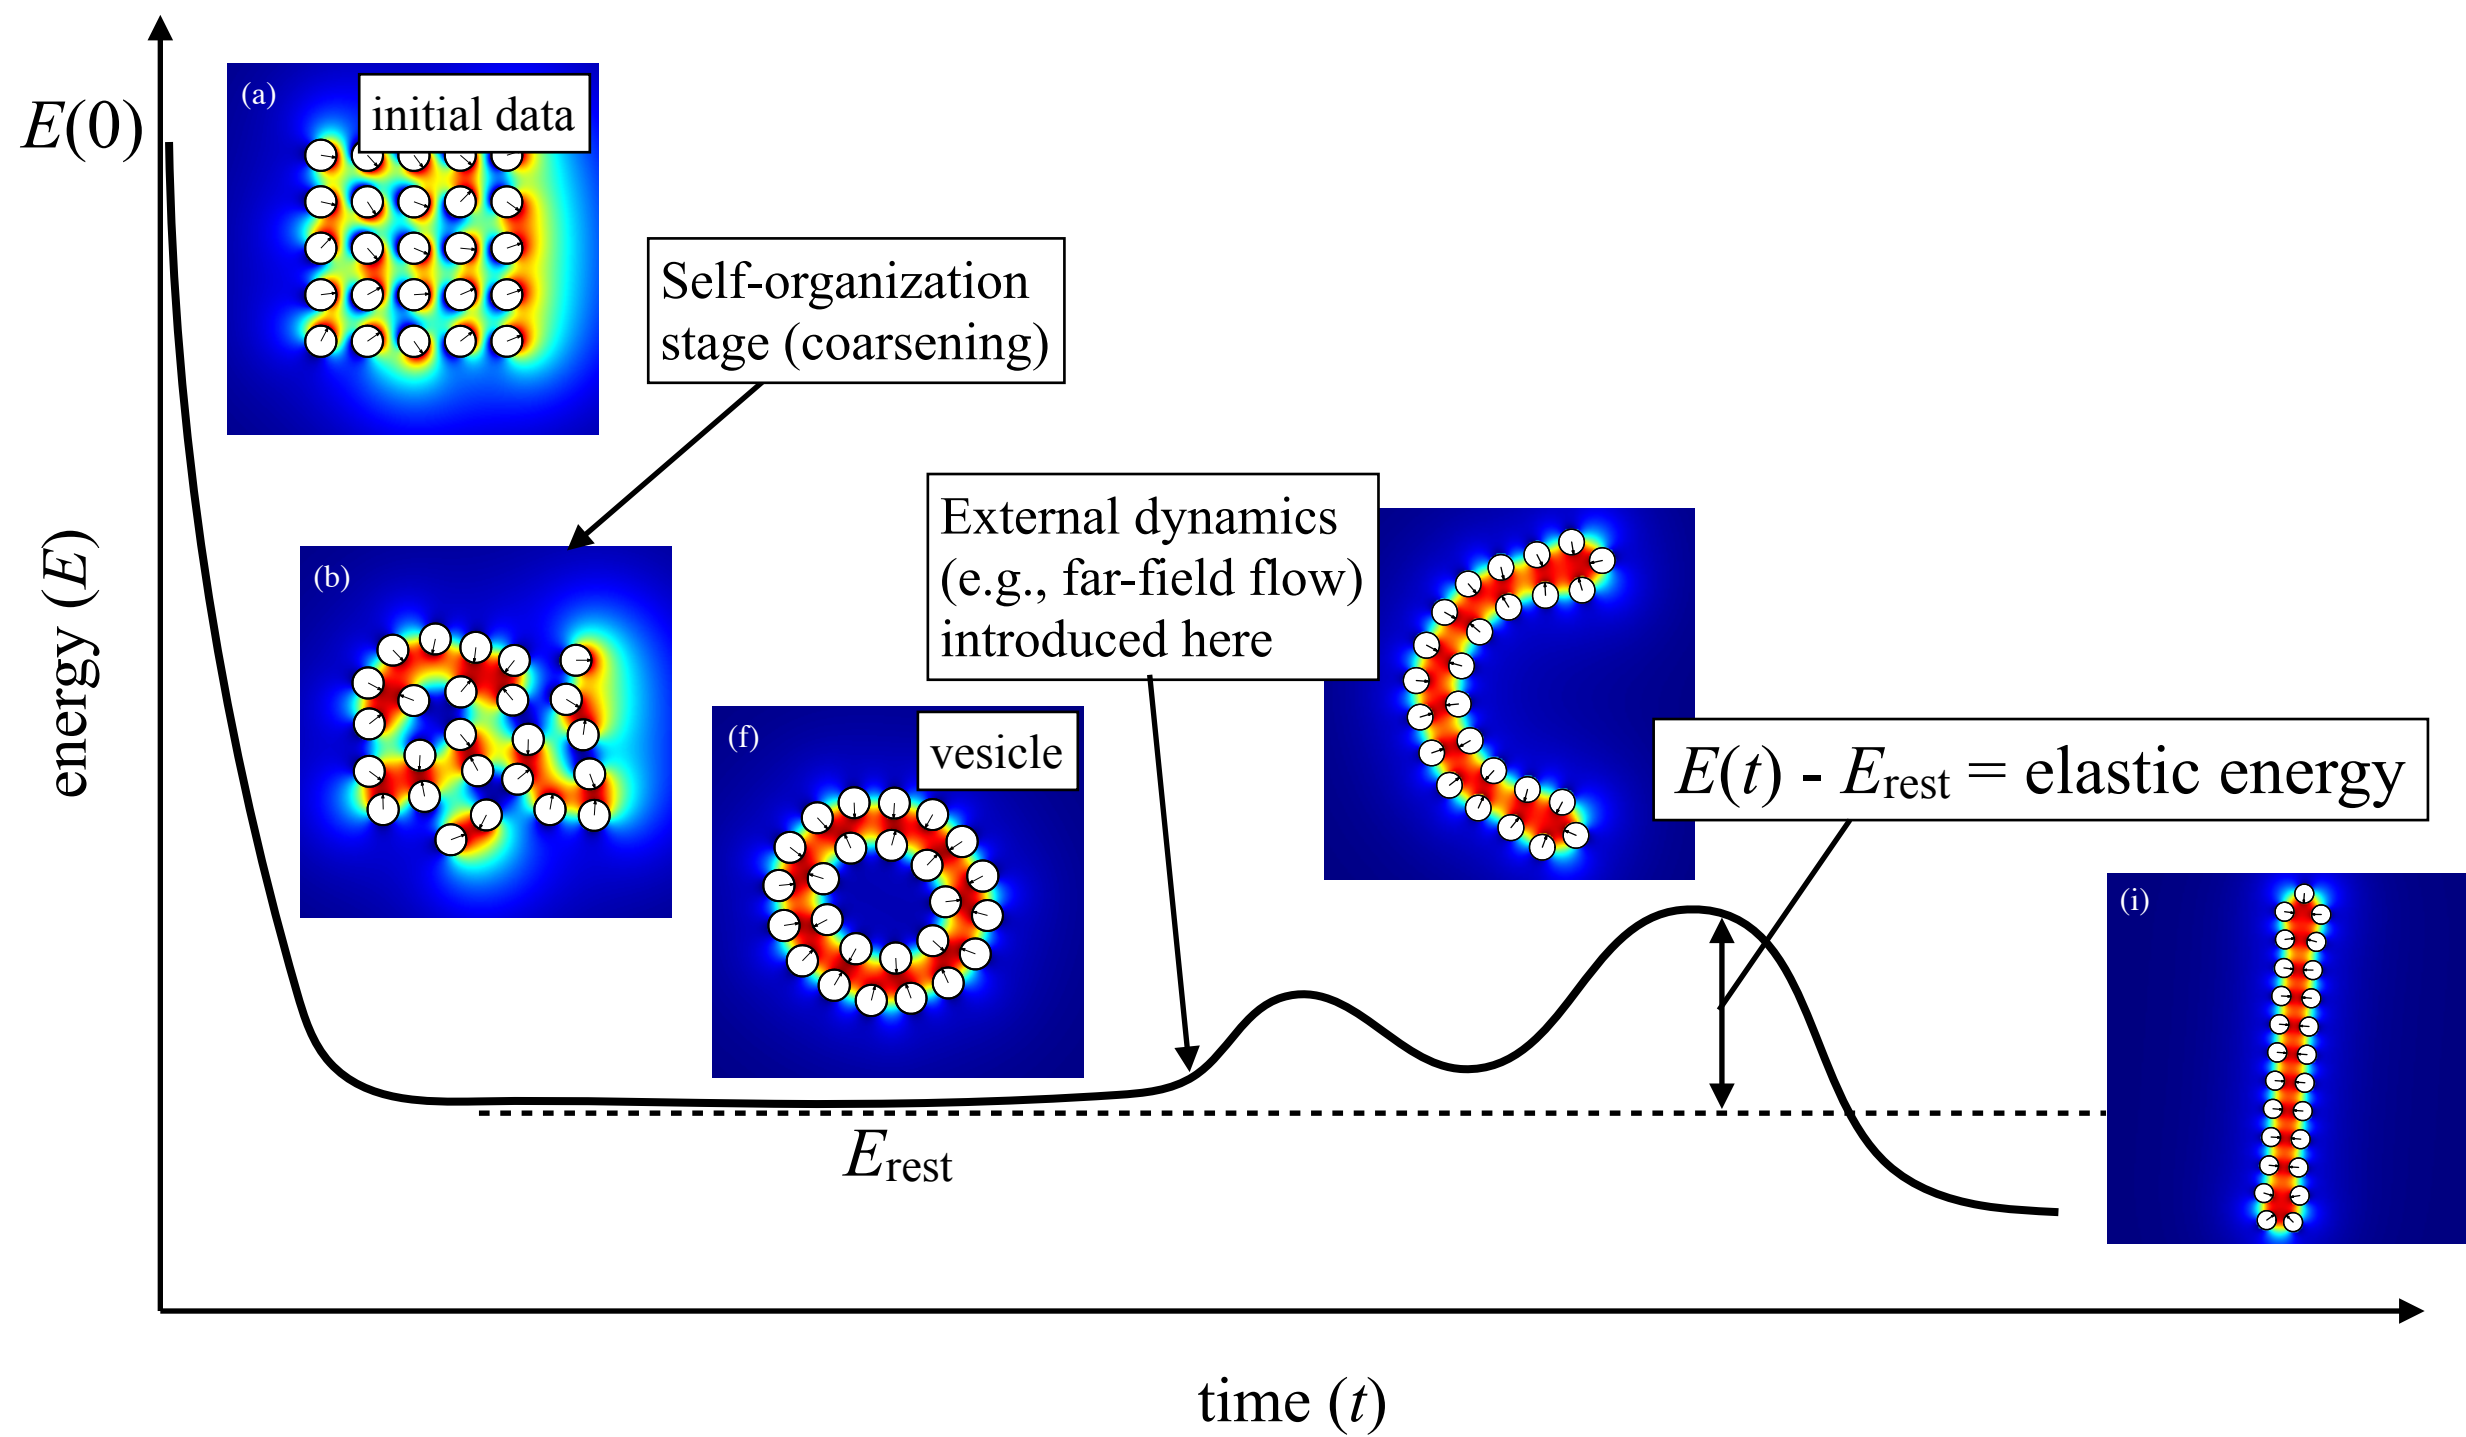 E(0)
(a)
initial data
Self-organization
stage (coarsening)
energy (E)
(b)
External dynamics
(e.g., far-field flow)
introduced here
(f)
vesicle
E(t) - Erest = elastic energy
(i)
Erest
time (t)